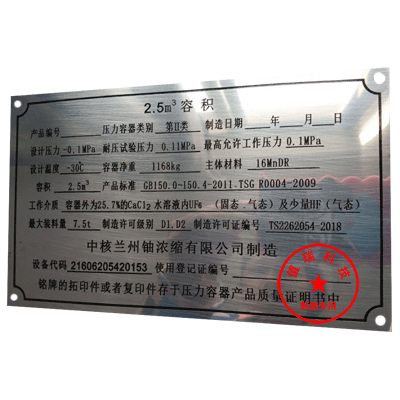 2.5m³容积
产品编号 压力容器类别 第Ⅱ类 制造日期 年 月
设计压力 -0.1MPa 耐压试验压力 0.11MPa 最高允许工作压力 0.1MPa
设计温度 -30C 容器净重 1168kg 主体材料 16MnDR
容积 2.5m³ 产品标准 GB150.0-150.4-2011.TSG R0004-2009
工作介质 容器外为25.7%的CaCl2 水溶液内UF6 (固态.气态)及少量HF(气态)
最大装料量 7.5t 制造许可级别 D1.D2 制造许可证编号 TS2262054-2018
中核兰州铀浓缩有限公司制造
设备代码 21606205420153 使用登记证编号
铭牌的拓印件或者复印件存于压力容器产品质量证明书中